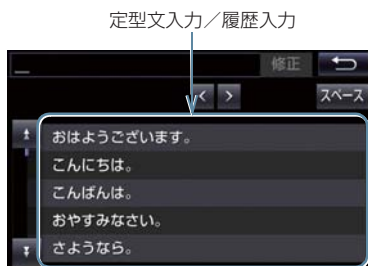 定型文入力／履歴入力
_ 修正
< > スペース
おはようございます。
こんにちは。
こんばんは。
おやすみなさい。
さようなら。